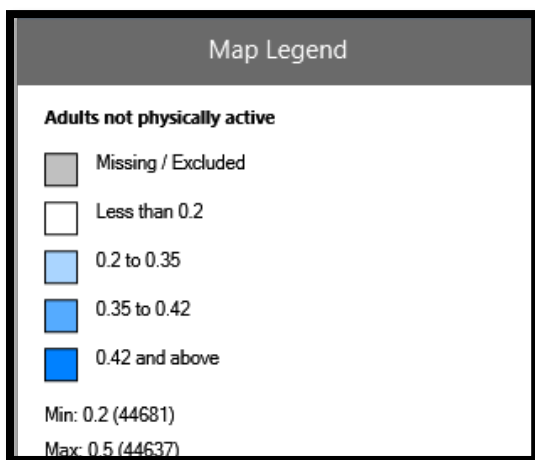 Map Legend
Adults not physically active
Missing / Excluded
Less than 0.2
0.2 to 0.35
0.35 to 0.42
0.42 and above
Min: 0.2 (44681)
Max: 0.5 (44637)